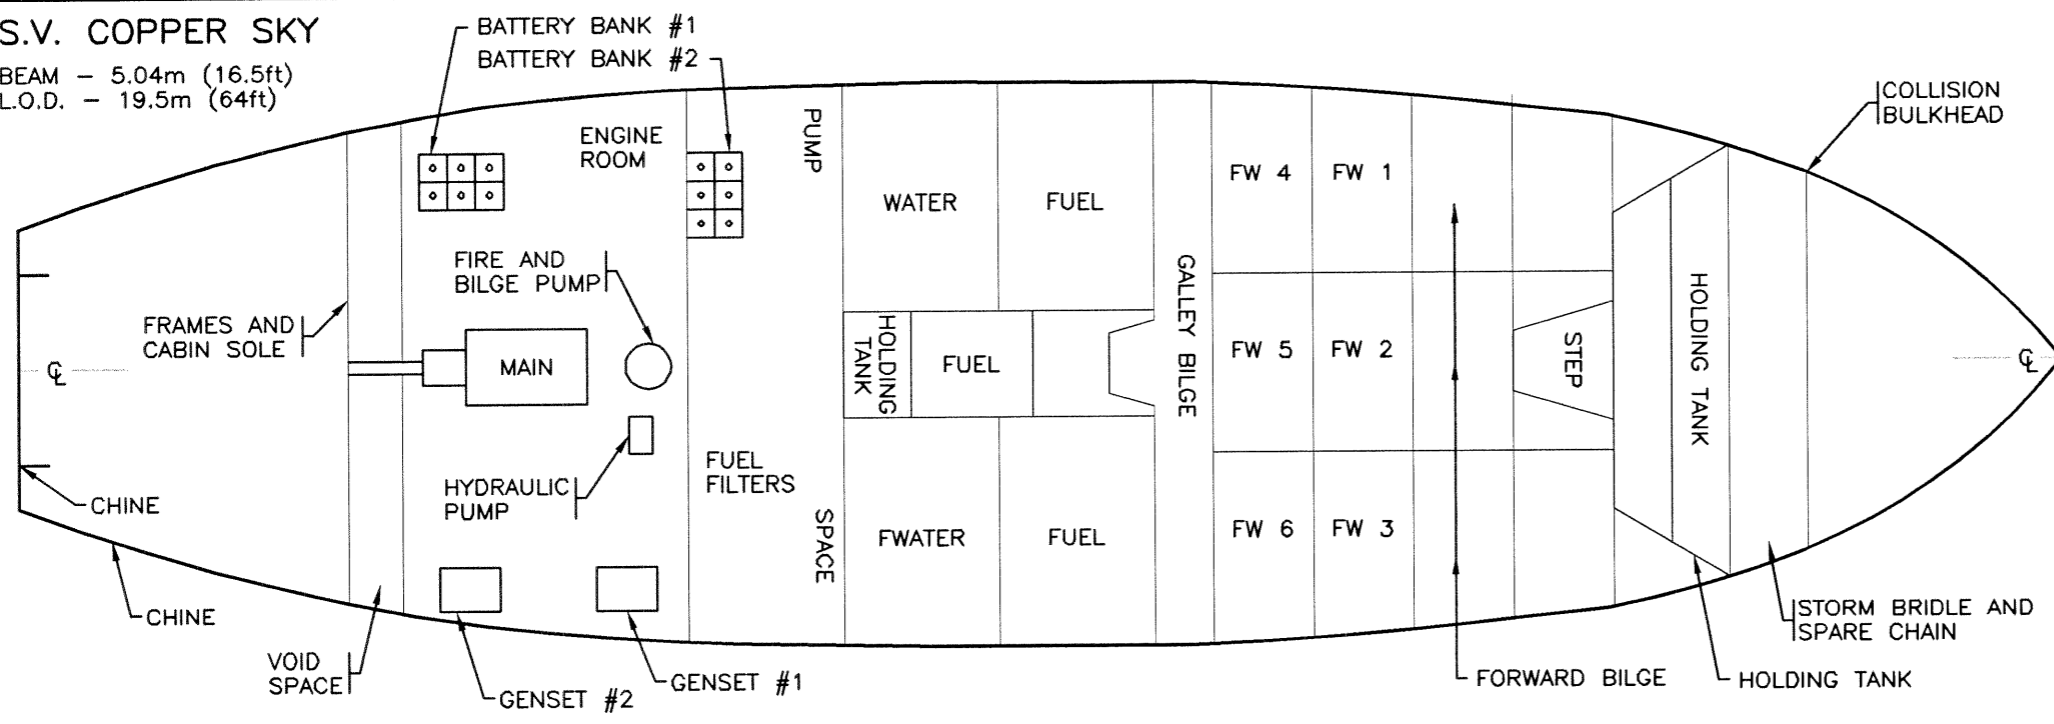 S.V. COPPER SKY
BEAM - 5.04m (16.5ft)
L.O.D. - 19.5m (64ft)
BATTERY BANK #1
BATTERY BANK #2
ENGINE
ROOM
PUMP
SPACE
COLLISION
BULKHEAD
FIRE AND
BILGE PUMP
FRAMES AND
CABIN SOLE
℄
MAIN
HYDRAULIC
PUMP
FUEL
FILTERS
WATER
FUEL
HOLDING
TANK
FUEL
FWATER
FUEL
GALLEY BILGE
FW 4
FW 1
FW 5
FW 2
FW 6
FW 3
STEP
HOLDING TANK
℄
CHINE
CHINE
VOID
SPACE
GENSET #2
GENSET #1
FORWARD BILGE
HOLDING TANK
STORM BRIDLE AND
SPARE CHAIN